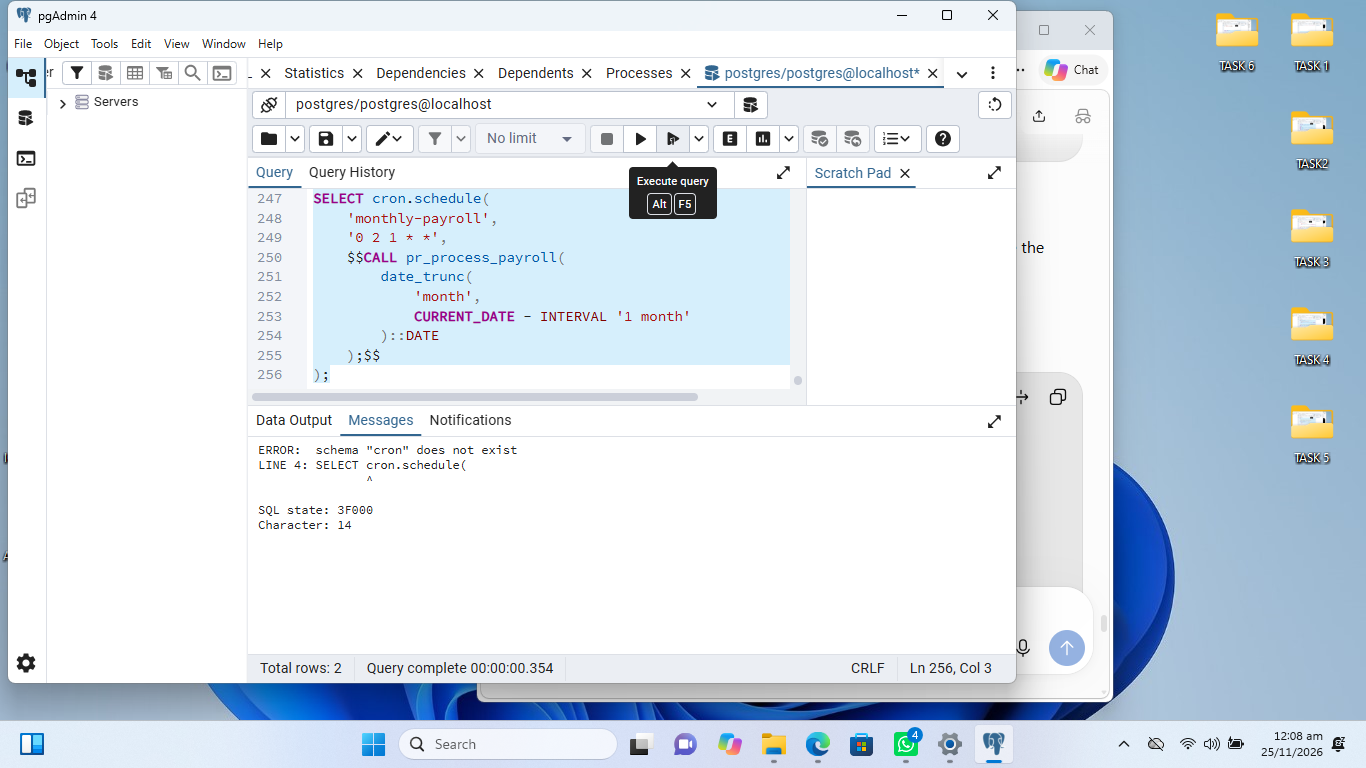 pgAdmin 4
File Object Tools Edit View Window Help
Statistics Dependencies Dependents Processes postgres/postgres@localhost*
Servers
postgres/postgres@localhost
No limit
Query Query History
Execute query
Alt F5
Scratch Pad
247 SELECT cron.schedule(
248 'monthly-payroll',
249 '0 2 1 * *',
250 $$CALL pr_process_payroll(
251 date_trunc(
252 'month',
253 CURRENT_DATE - INTERVAL '1 month'
254 )::DATE
255 );$$
256 );
Data Output Messages Notifications
ERROR:  schema "cron" does not exist
LINE 4: SELECT cron.schedule(
^
SQL state: 3F000
Character: 14
Total rows: 2 Query complete 00:00:00.354 CRLF Ln 256, Col 3
Chat
the
TASK 6 TASK 1
TASK2
TASK 3
TASK 4
TASK 5
Search
4
12:08 am
25/11/2026